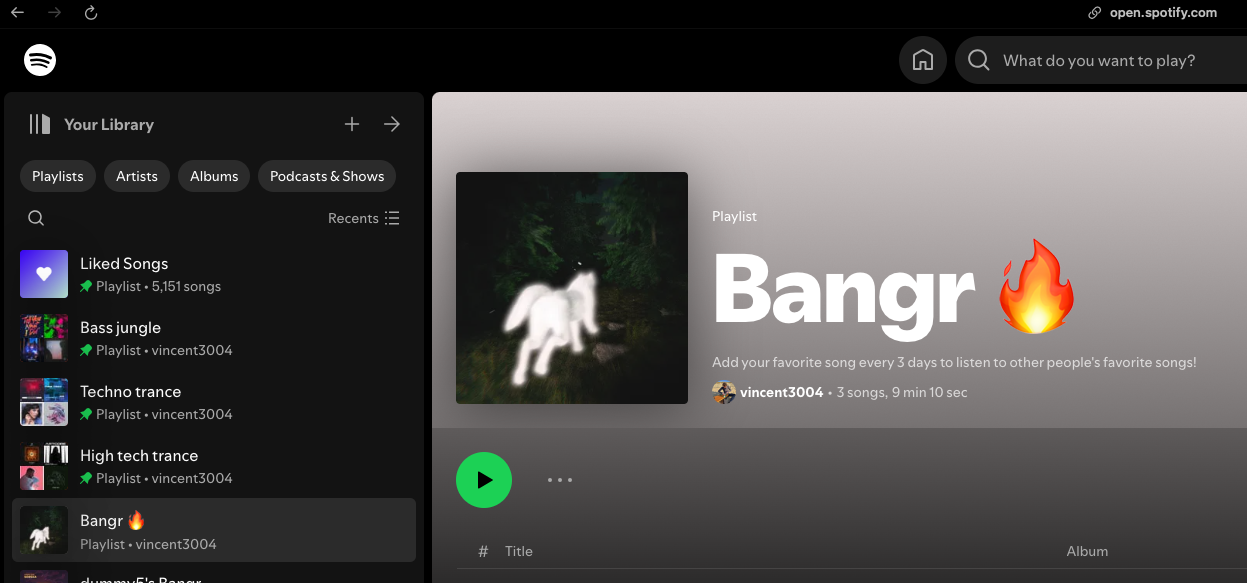 open.spotify.com
What do you want to play?
Your Library
Playlists
Artists
Albums
Podcasts & Shows
Recents
Liked Songs
Playlist • 5,151 songs
Bass jungle
Playlist • vincent3004
Techno trance
Playlist • vincent3004
High tech trance
Playlist • vincent3004
Bangr 🔥
Playlist • vincent3004
dummy5's Bangr
Playlist
Bangr 🔥
Add your favorite song every 3 days to listen to other people's favorite songs!
vincent3004 • 3 songs, 9 min 10 sec
# Title
Album